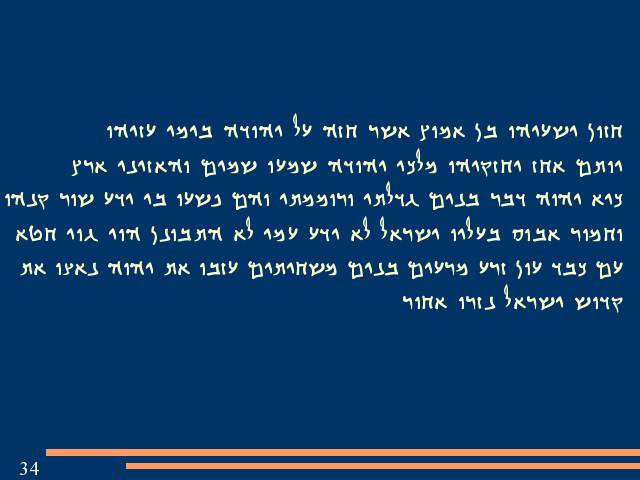 חזון ישעיהו בן אמוץ אשר חזה על יהודה בימי עזיהו
יותם אחז יחזקיהו מלכי יהודה שמעו שמים והאזיני ארץ
כיא יהוה דבר בנים גדלתי ורוממתי והם פשעו בי ידע שור קנהו
וחמור אבוס בעליו ישראל לא ידע עמי לא התבונן הוי גוי חטא
עם כבד עון זרע מרעים בנים משחיתים עזבו את יהוה נאצו את
קדוש ישראל נזרו אחור
34